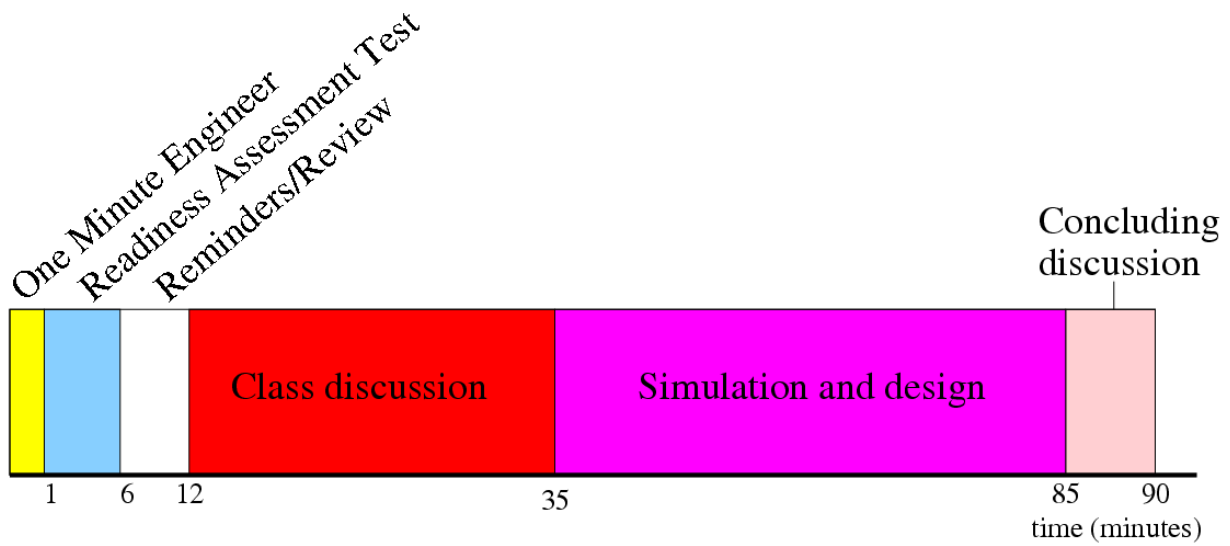 One Minute Engineer
Readiness Assessment Test
Reminders/Review
Concluding
discussion
Class discussion
Simulation and design
1
6
12
35
85
90
time (minutes)